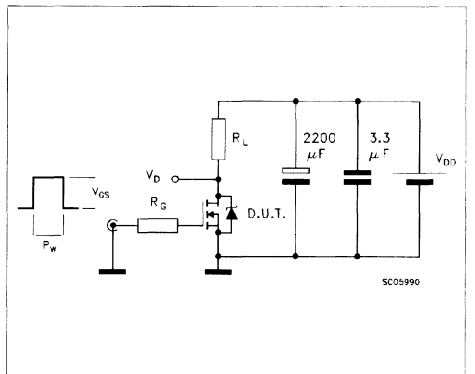 R_L
2200 μF
3.3 μF
V_DD
V_D
R_G
D.U.T.
V_GS
P_W
SC05990